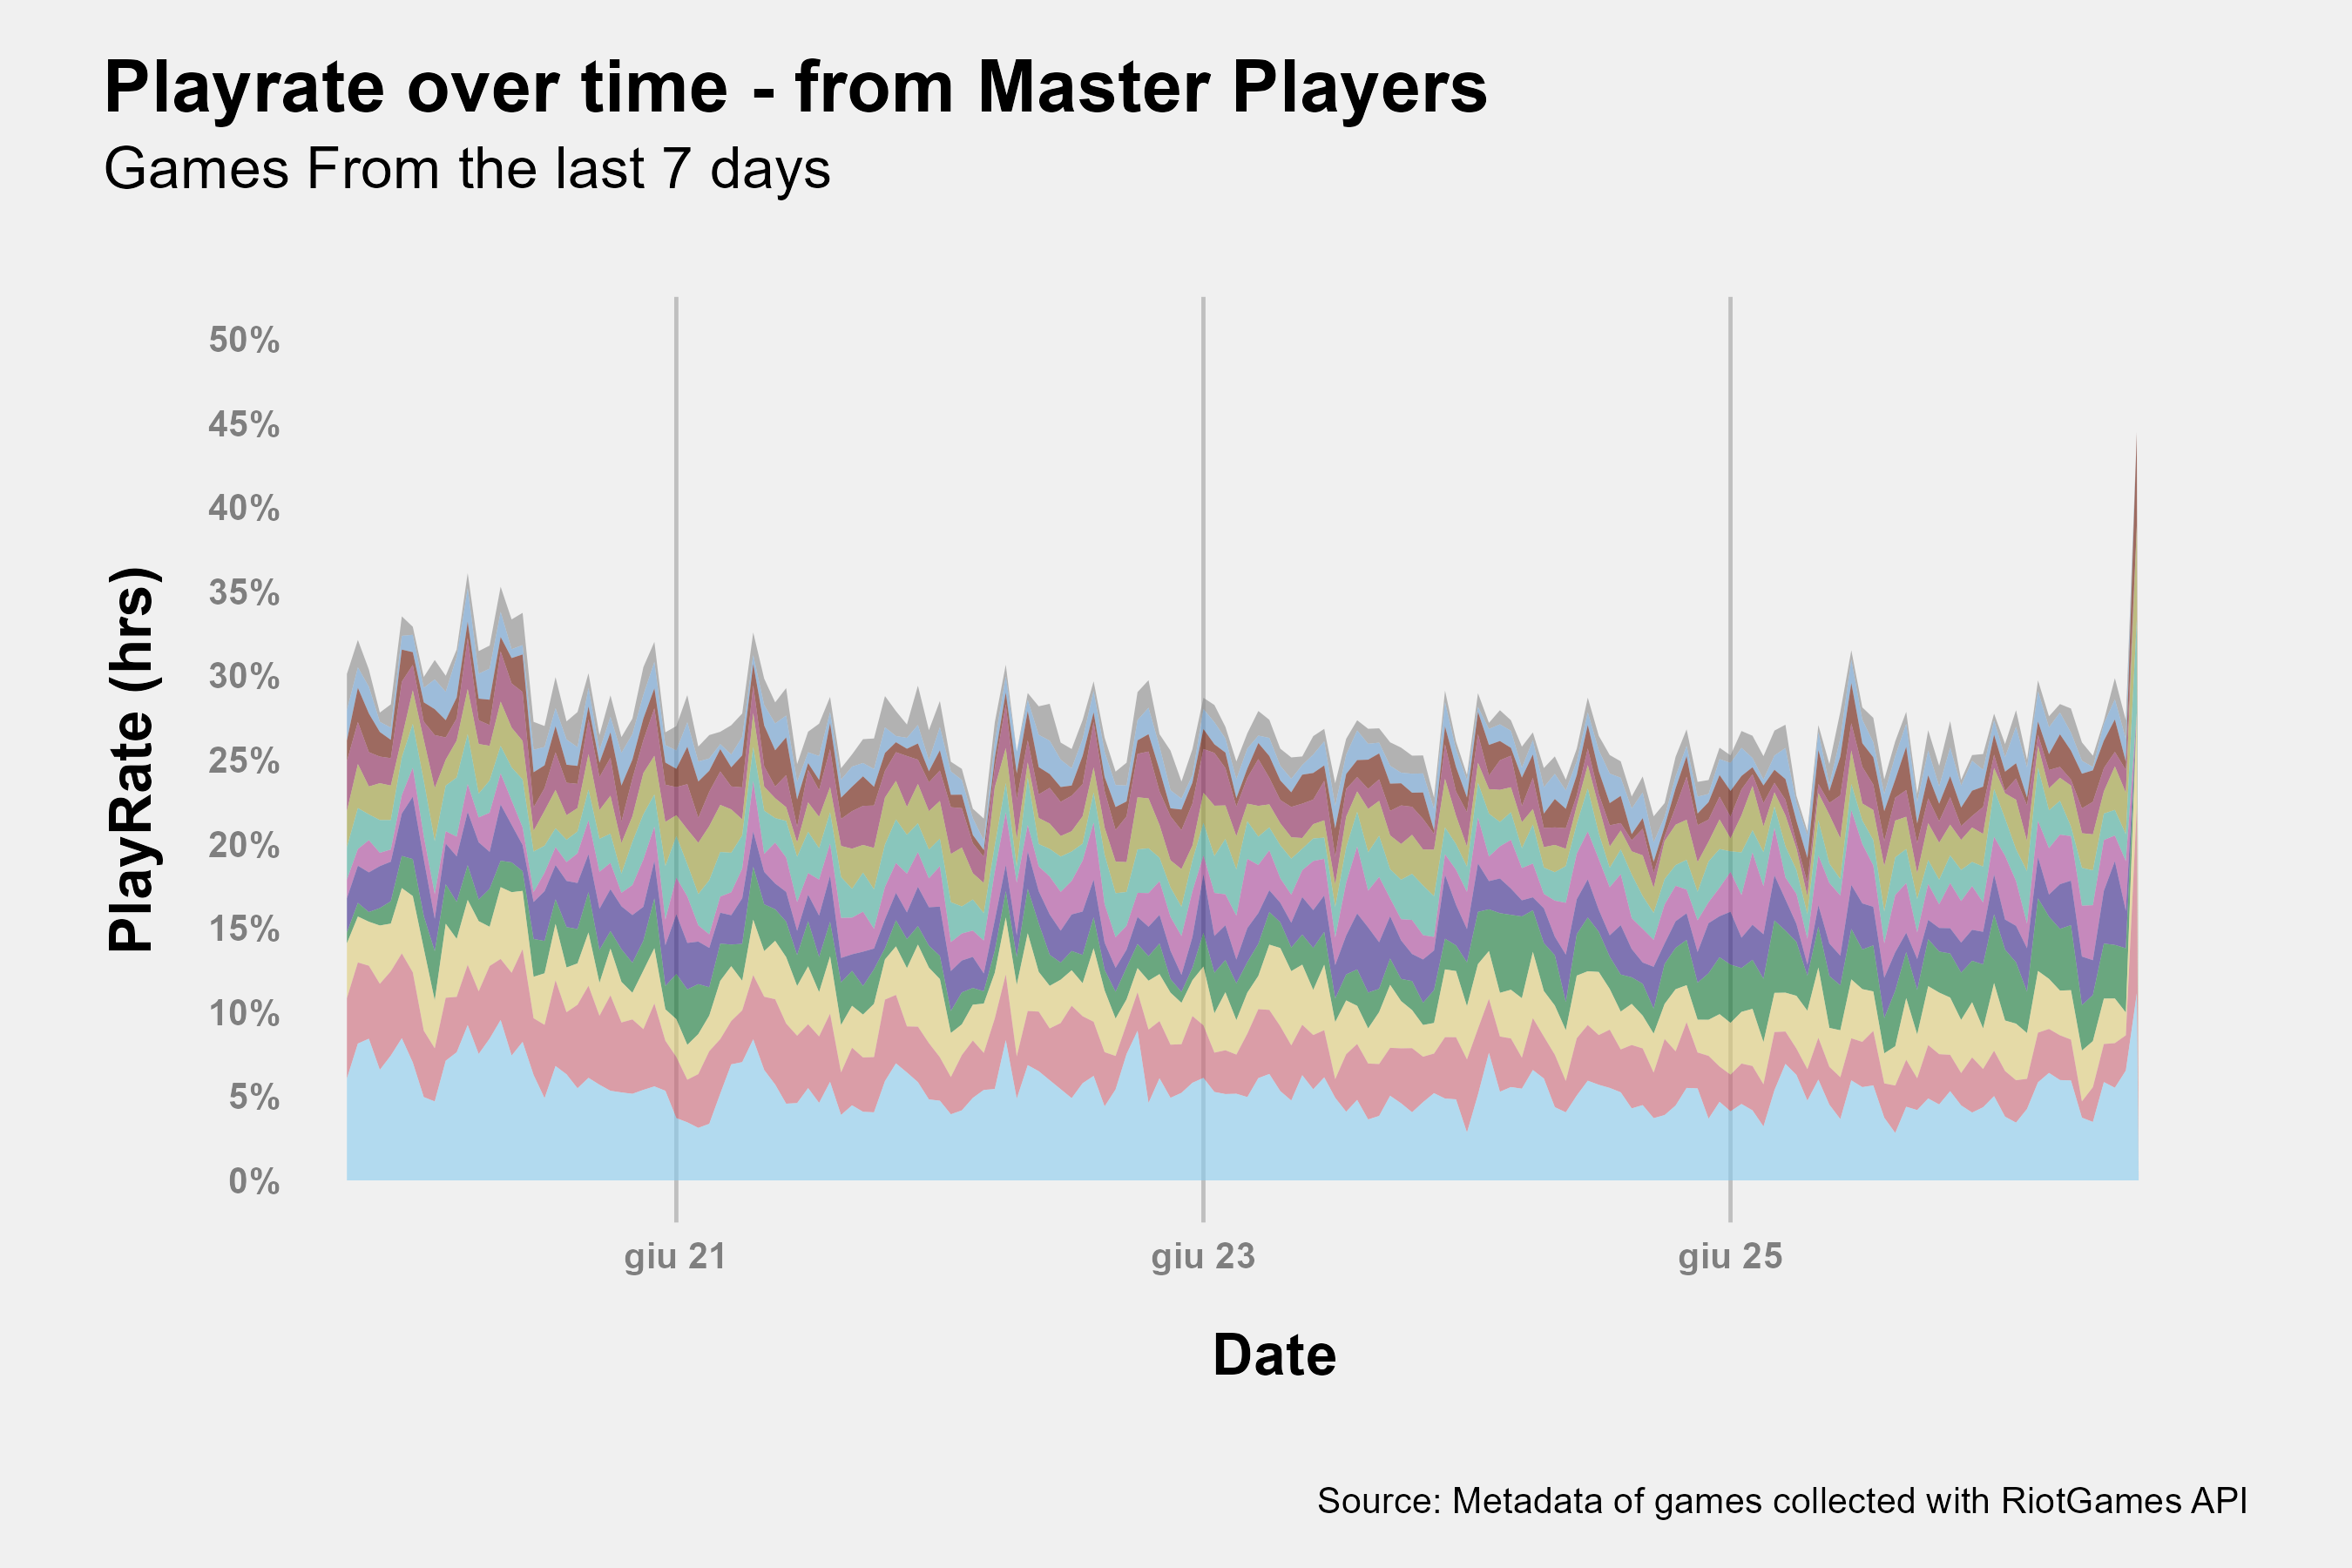 Playrate over time - from Master Players
Games From the last 7 days
50%
45%
40%
35%
30%
25%
20%
15%
10%
5%
0%
PlayRate (hrs)
giu 21
giu 23
giu 25
Date
Source: Metadata of games collected with RiotGames API